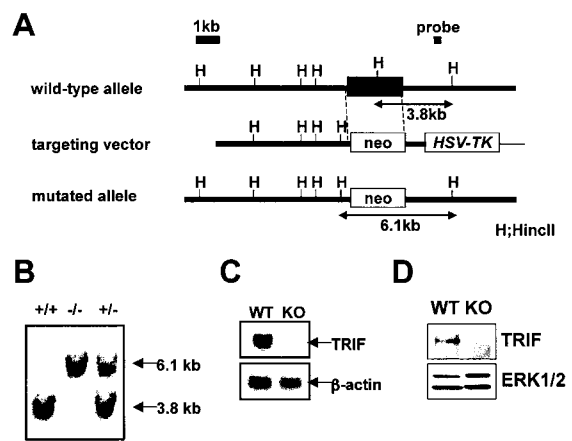 A
1kb
probe
H H H H H H
wild-type allele
3.8kb
H H H H H
targeting vector
neo
HSV-TK
H H H H H H
mutated allele
neo
6.1kb
H;HincII
B
+/+ -/- +/-
6.1 kb
3.8 kb
C
WT KO
TRIF
β-actin
D
WT KO
TRIF
ERK1/2